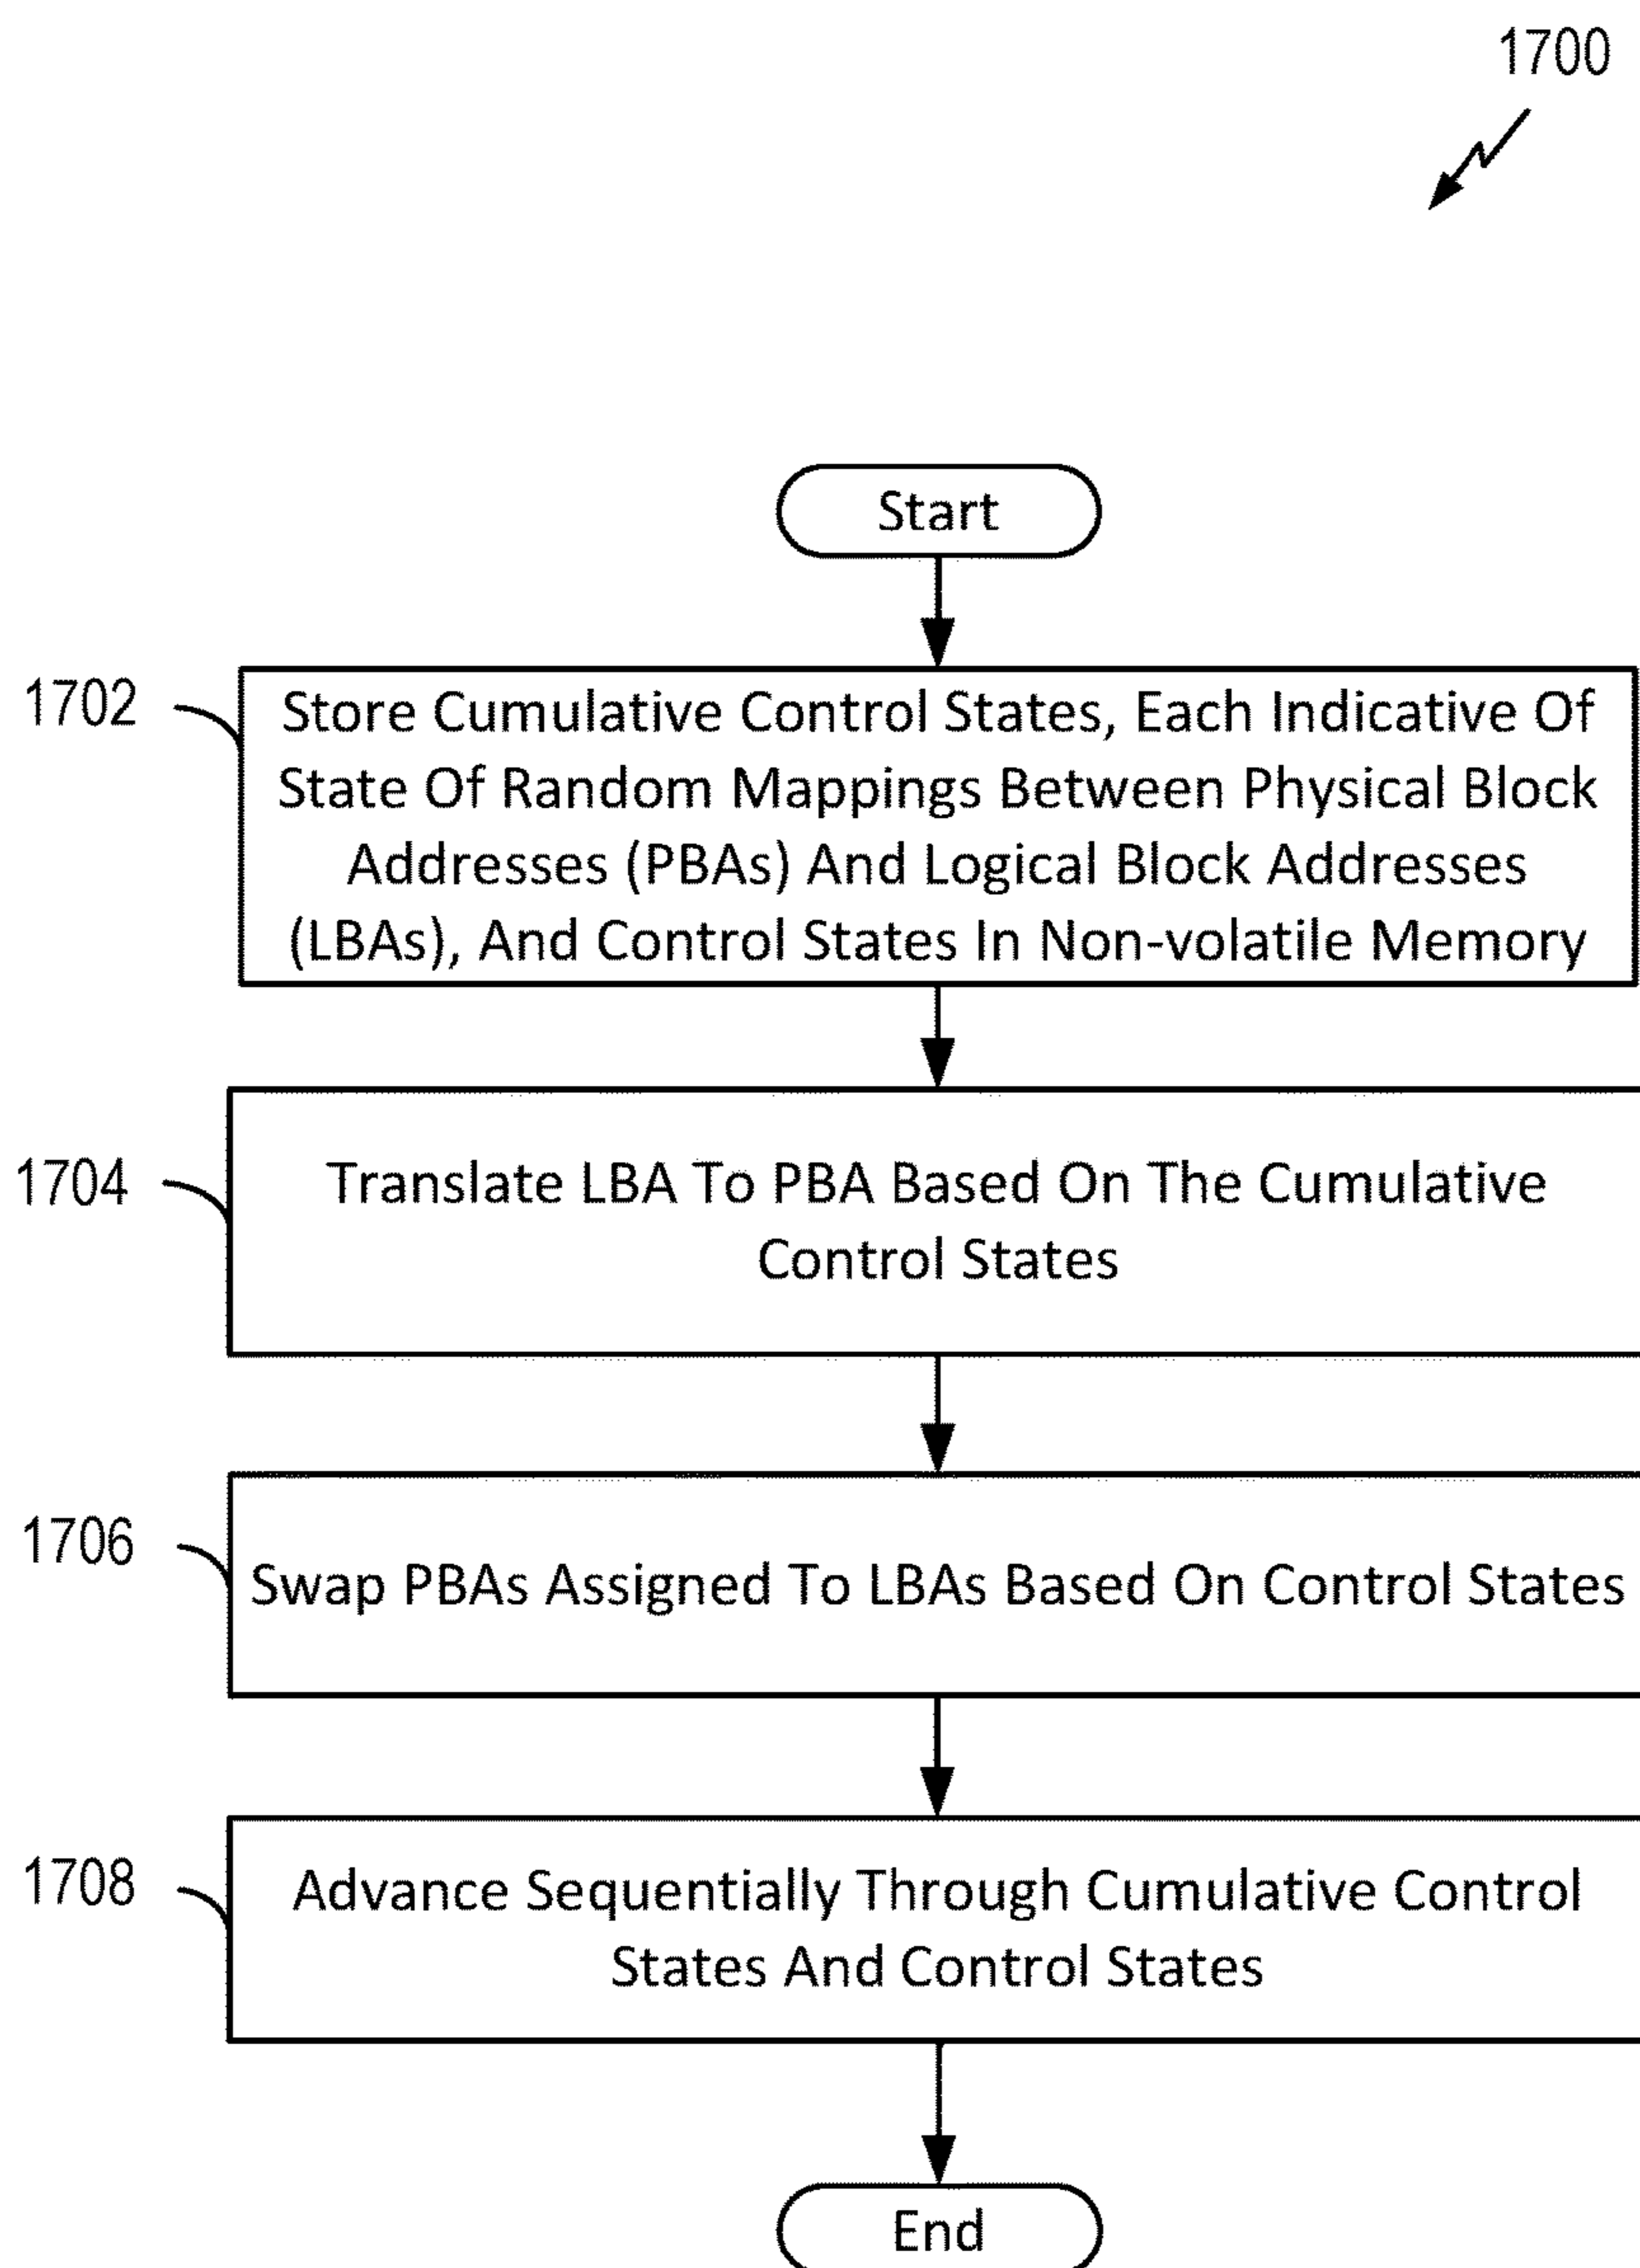 1700
Start
1702
Store Cumulative Control States, Each Indicative Of
State Of Random Mappings Between Physical Block
Addresses (PBAs) And Logical Block Addresses
(LBAs), And Control States In Non-volatile Memory
1704
Translate LBA To PBA Based On The Cumulative
Control States
1706
Swap PBAs Assigned To LBAs Based On Control States
1708
Advance Sequentially Through Cumulative Control
States And Control States
End